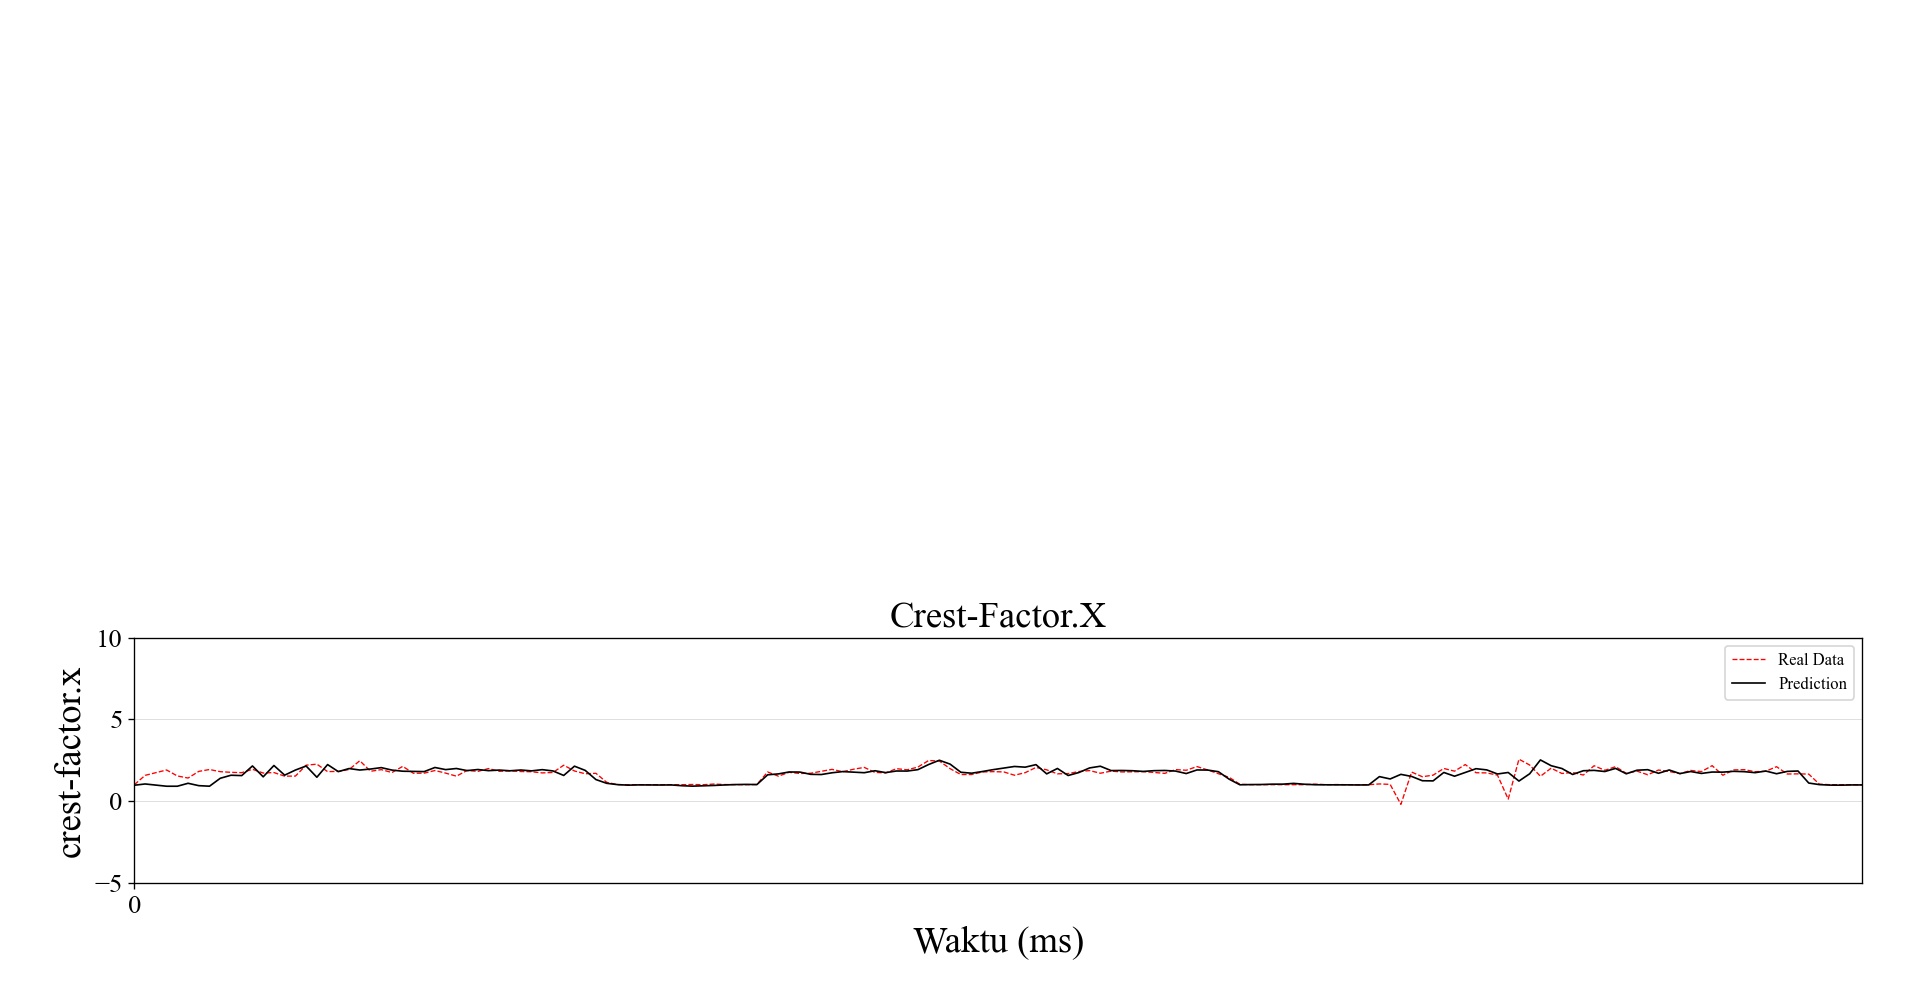 Crest-Factor.X
10
5
0
−5
crest-factor.x
Real Data
Prediction
0
Waktu (ms)